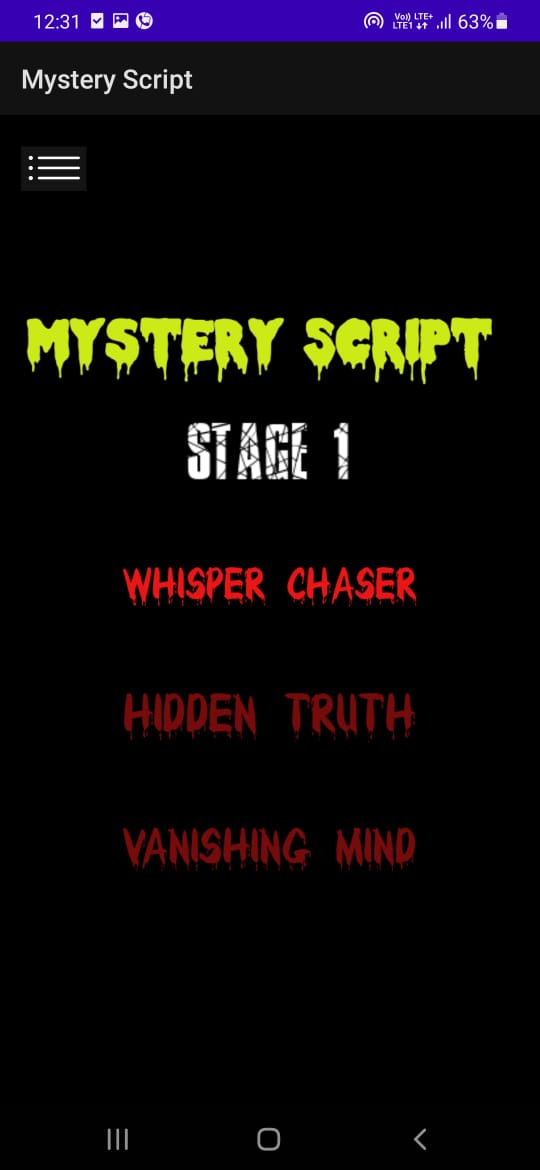 12:31 Vo)) LTE+ LTE1 63%
Mystery Script
MYSTERY SCRIPT
STAGE 1
WHISPER CHASER
HIDDEN TRUTH
VANISHING MIND